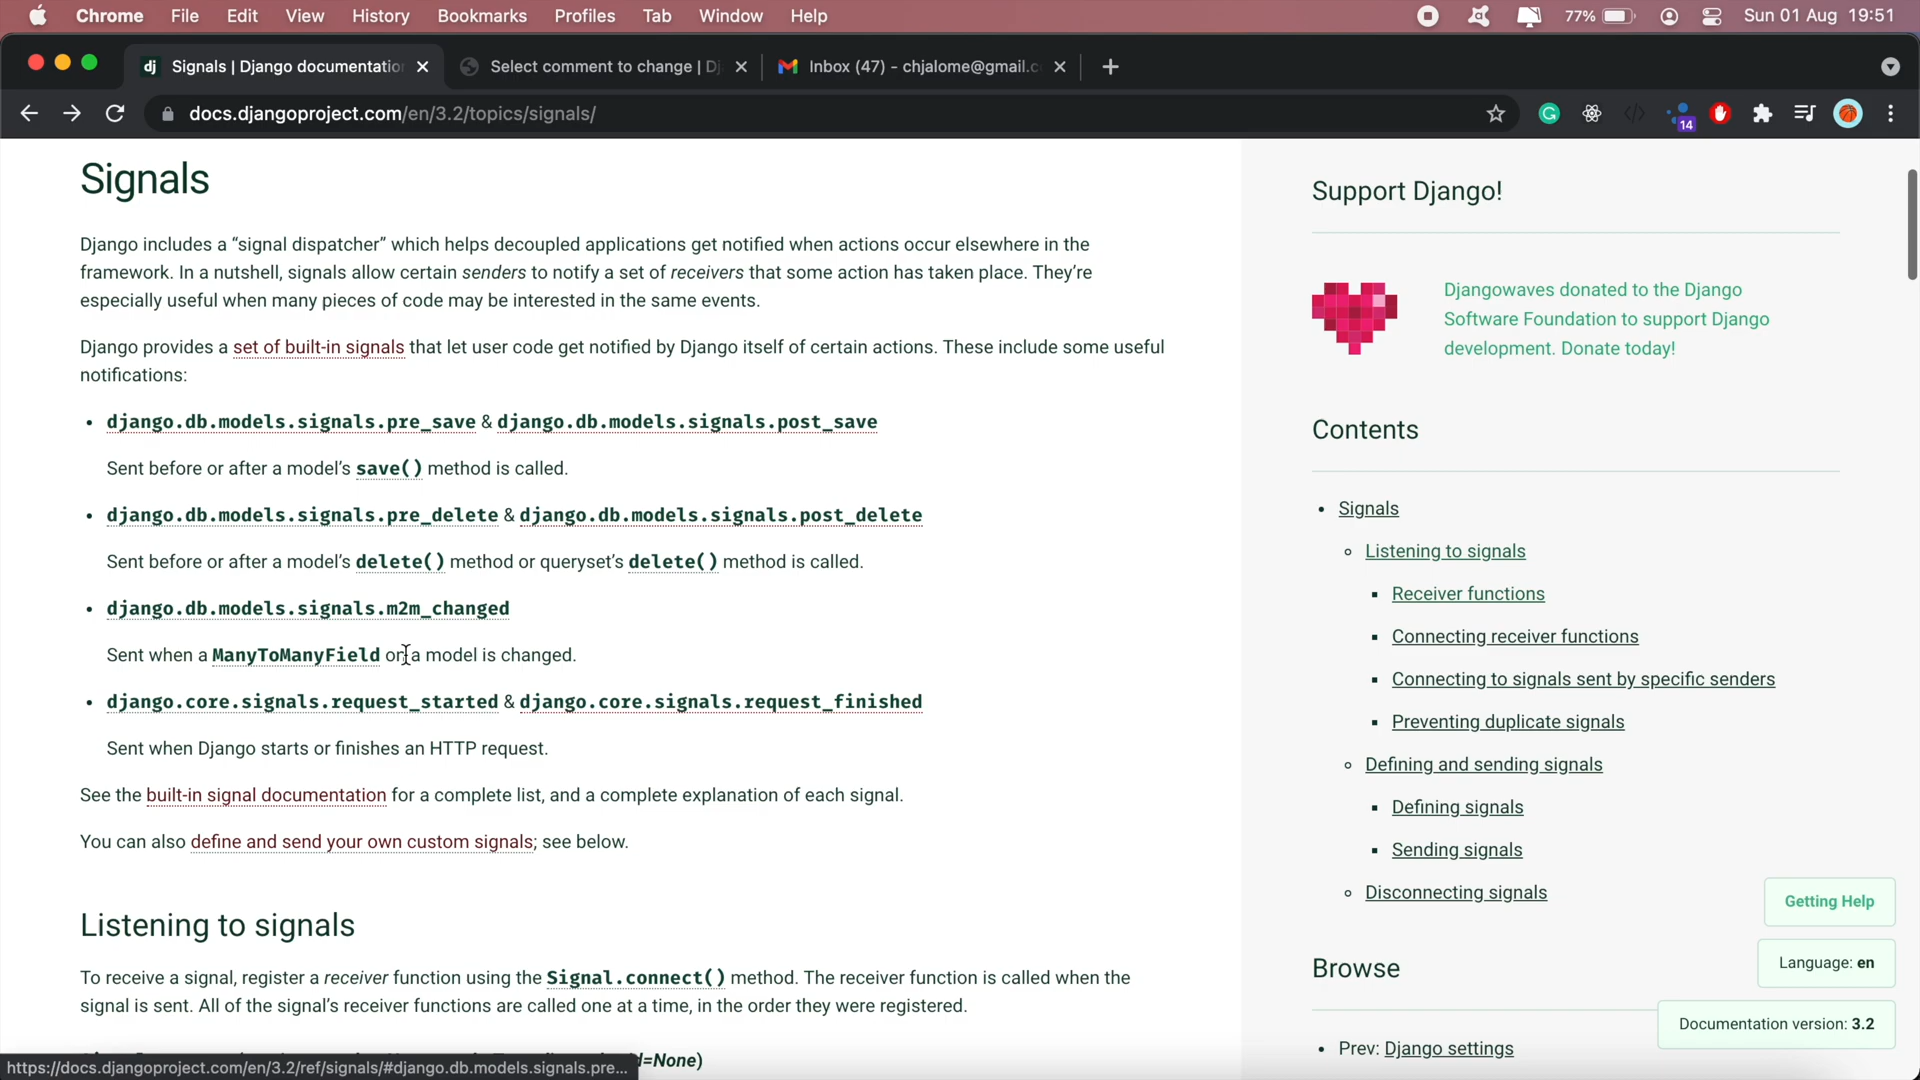 Chrome File Edit View History Bookmarks Profiles Tab Window Help 77% Sun 01 Aug 19:51
dj Signals | Django documentatio Select comment to change | Dj Inbox (47) - chjalome@gmail.c
docs.djangoproject.com/en/3.2/topics/signals/ 14
Signals
Django includes a “signal dispatcher” which helps decoupled applications get notified when actions occur elsewhere in the
framework. In a nutshell, signals allow certain senders to notify a set of receivers that some action has taken place. They’re
especially useful when many pieces of code may be interested in the same events.
Django provides a set of built-in signals that let user code get notified by Django itself of certain actions. These include some useful
notifications:
• django.db.models.signals.pre_save & django.db.models.signals.post_save
Sent before or after a model’s save() method is called.
• django.db.models.signals.pre_delete & django.db.models.signals.post_delete
Sent before or after a model’s delete() method or queryset’s delete() method is called.
• django.db.models.signals.m2m_changed
Sent when a ManyToManyField on a model is changed.
• django.core.signals.request_started & django.core.signals.request_finished
Sent when Django starts or finishes an HTTP request.
See the built-in signal documentation for a complete list, and a complete explanation of each signal.
You can also define and send your own custom signals; see below.
Listening to signals
To receive a signal, register a receiver function using the Signal.connect() method. The receiver function is called when the
signal is sent. All of the signal’s receiver functions are called one at a time, in the order they were registered.
d=None)
https://docs.djangoproject.com/en/3.2/ref/signals/#django.db.models.signals.pre...
Support Django!
Djangowaves donated to the Django
Software Foundation to support Django
development. Donate today!
Contents
• Signals
◦ Listening to signals
▪ Receiver functions
▪ Connecting receiver functions
▪ Connecting to signals sent by specific senders
▪ Preventing duplicate signals
◦ Defining and sending signals
▪ Defining signals
▪ Sending signals
◦ Disconnecting signals
Getting Help
Language: en
Browse
Documentation version: 3.2
• Prev: Django settings